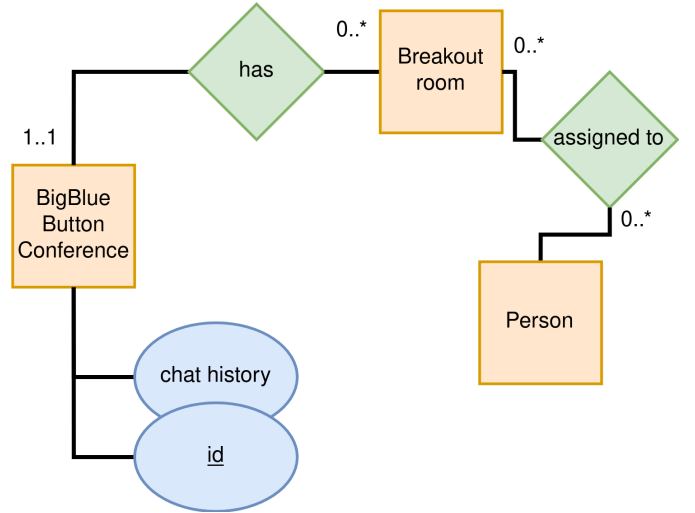 0..*
Breakout
room
0..*
has
1..1
assigned to
BigBlue
Button
Conference
0..*
Person
chat history
id